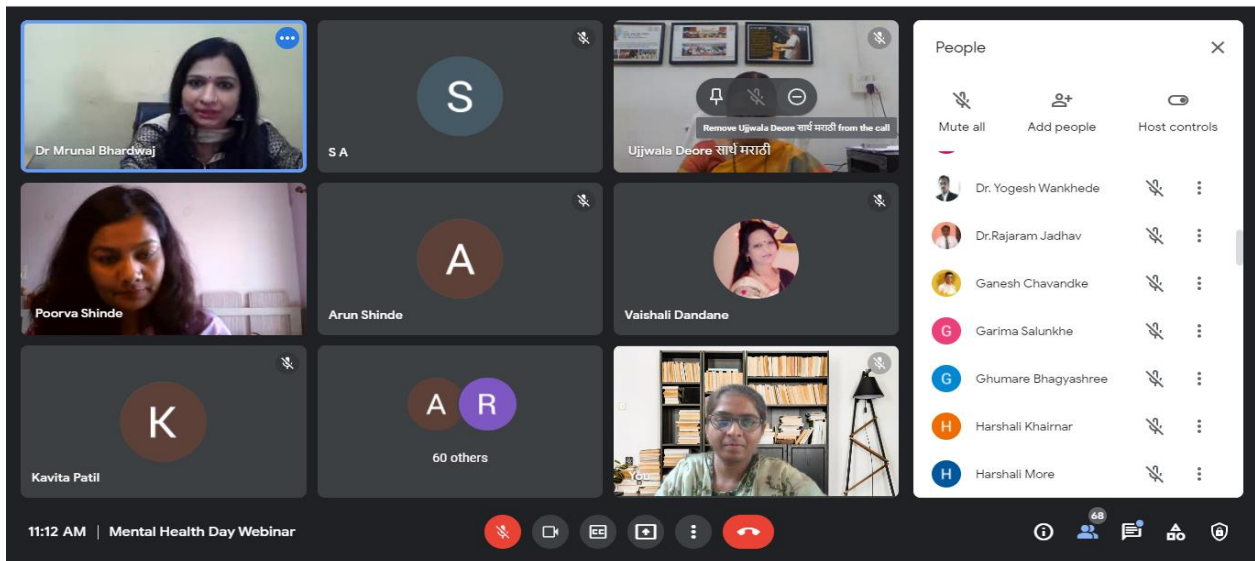 Dr Mrunal Bhardwaj
S
S A
Remove Ujjwala Deore सार्थ मराठी from the call
Ujjwala Deore सार्थ मराठी
Poorva Shinde
A
Arun Shinde
Vaishali Dandane
K
Kavita Patil
A R
60 others
You
People
Mute all
Add people
Host controls
Dr. Yogesh Wankhede
Dr.Rajaram Jadhav
Ganesh Chavandke
G Garima Salunkhe
G Ghumare Bhagyashree
H Harshali Khairnar
H Harshali More
11:12 AM | Mental Health Day Webinar
CC
68